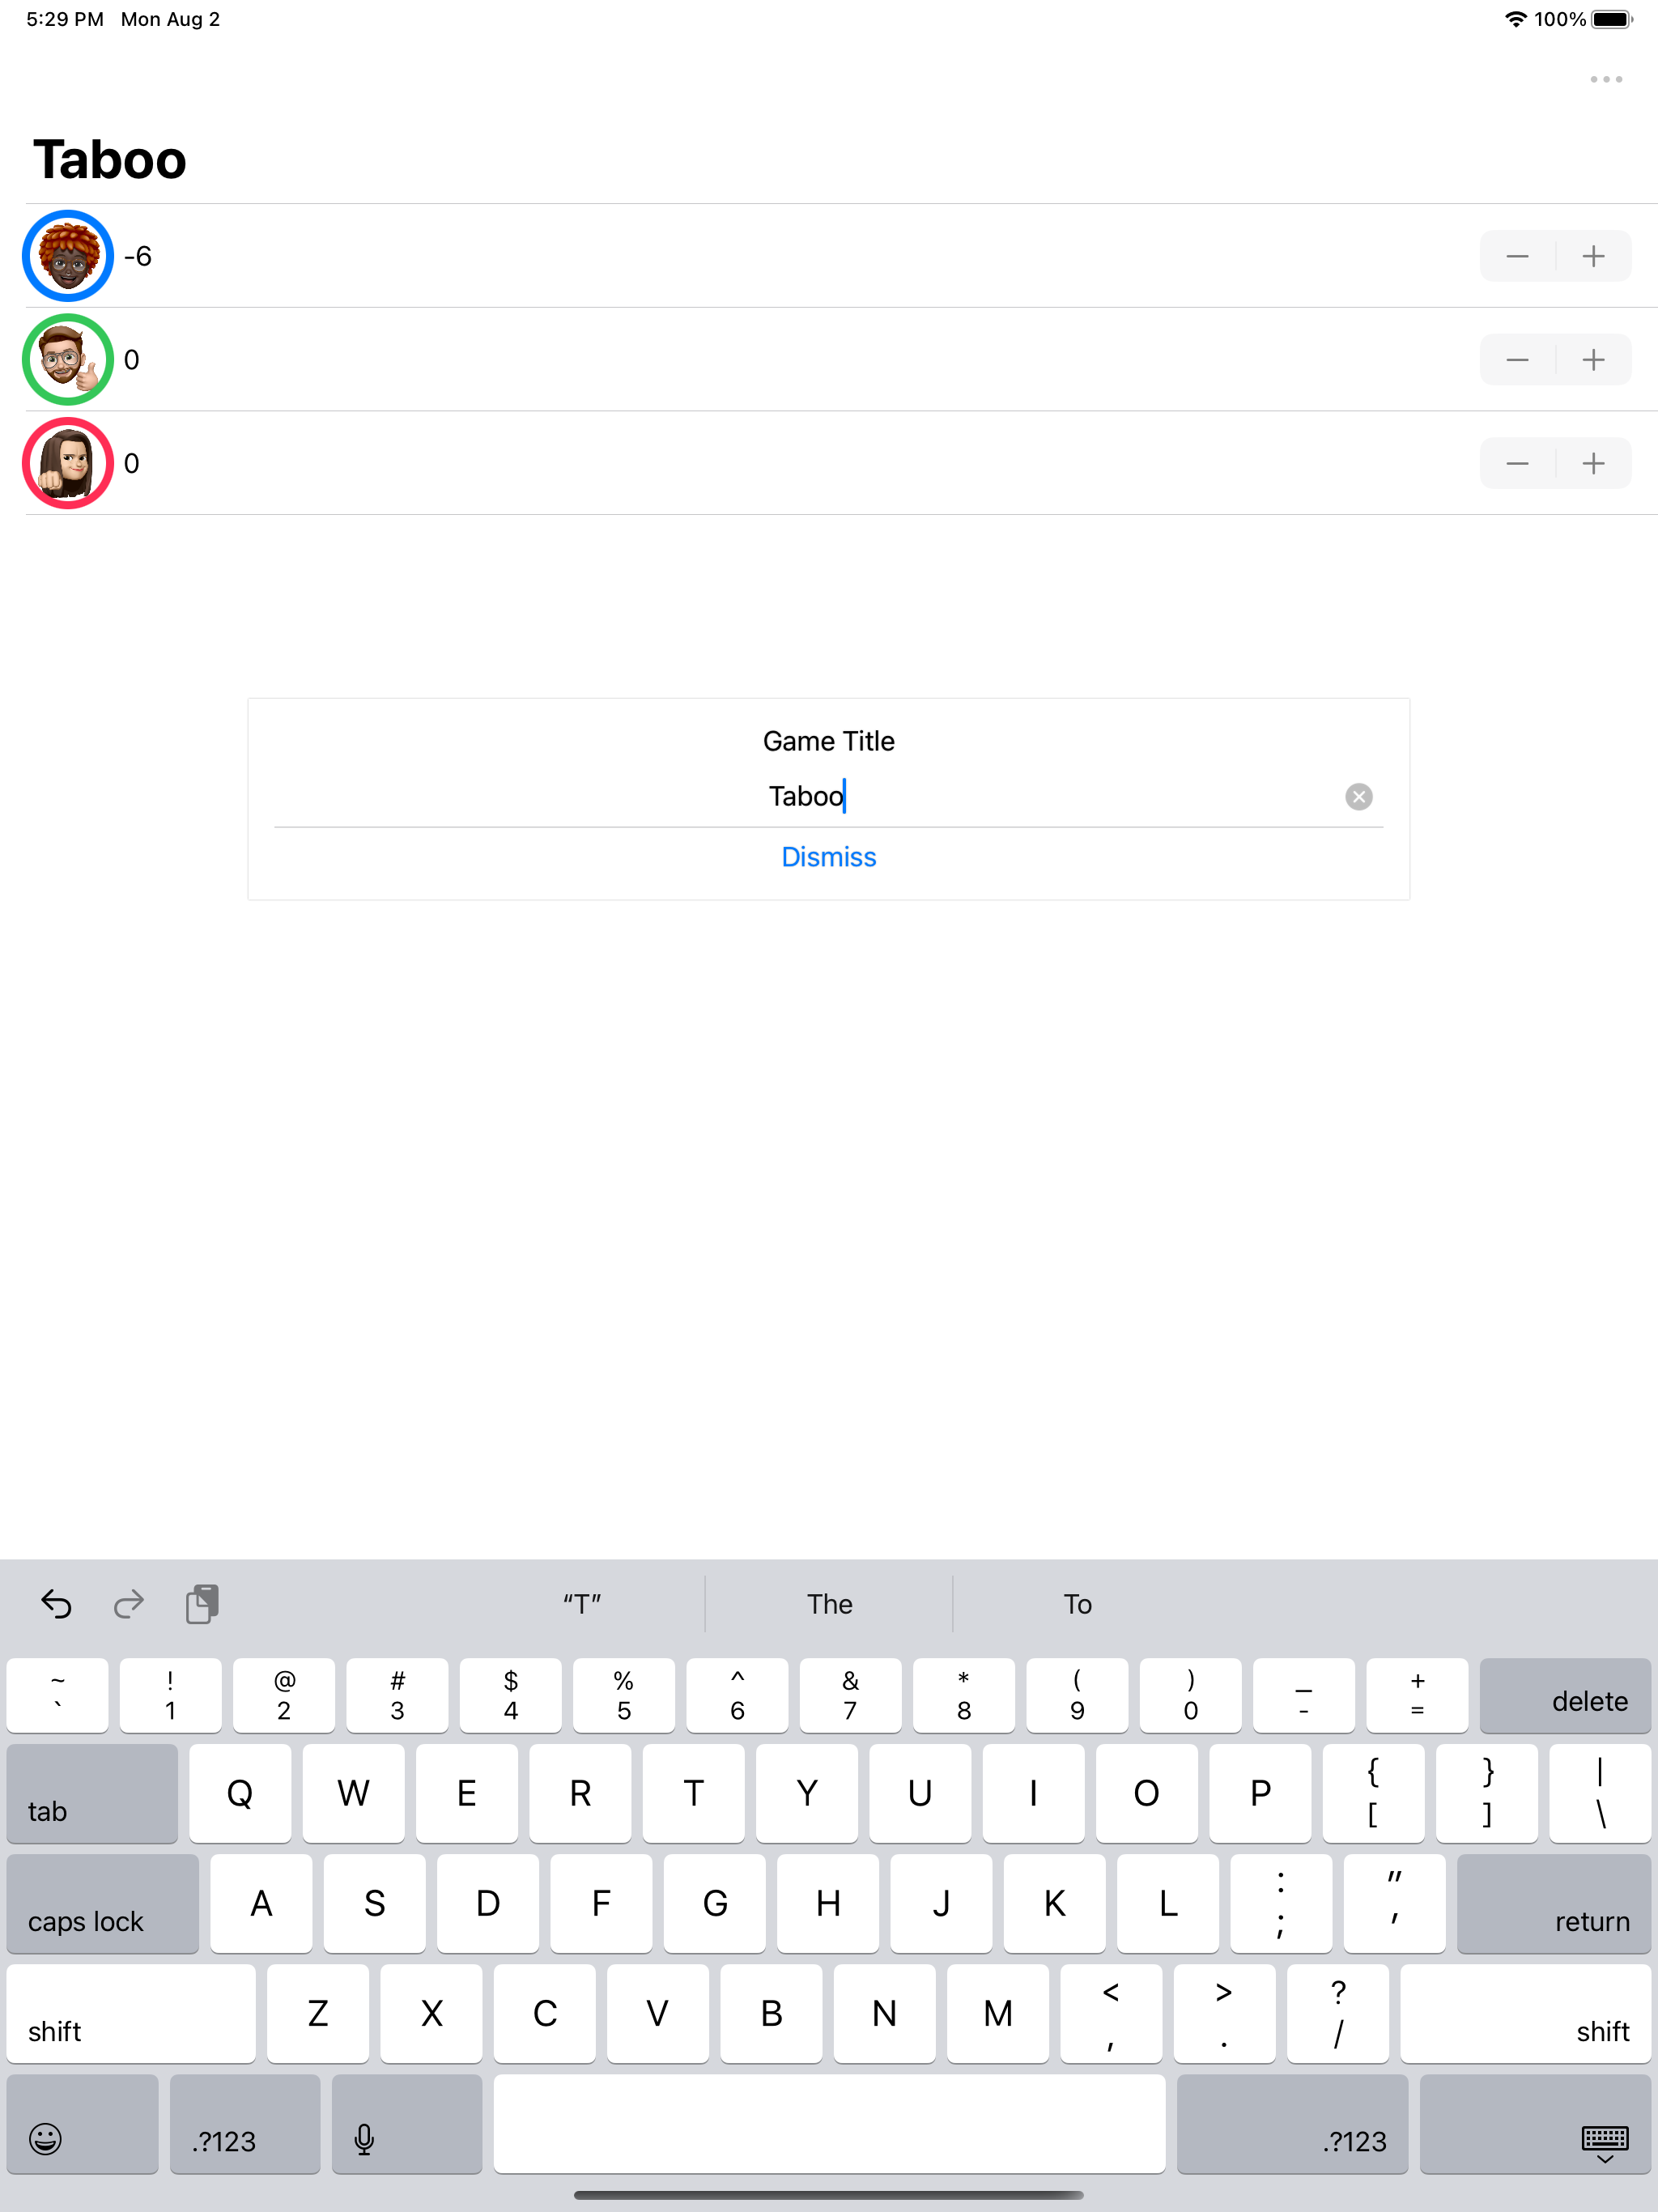 5:29 PM Mon Aug 2 100%
Taboo
-6
0
0
Game Title
Taboo
Dismiss
“T” The To
~ ! @ # $ % ^ & * ( ) _ +
` 1 2 3 4 5 6 7 8 9 0 - = delete
tab Q W E R T Y U I O P { } |
[ ] \
caps lock A S D F G H J K L : " return
; '
shift Z X C V B N M < > ? shift
, . /
.?123 .?123